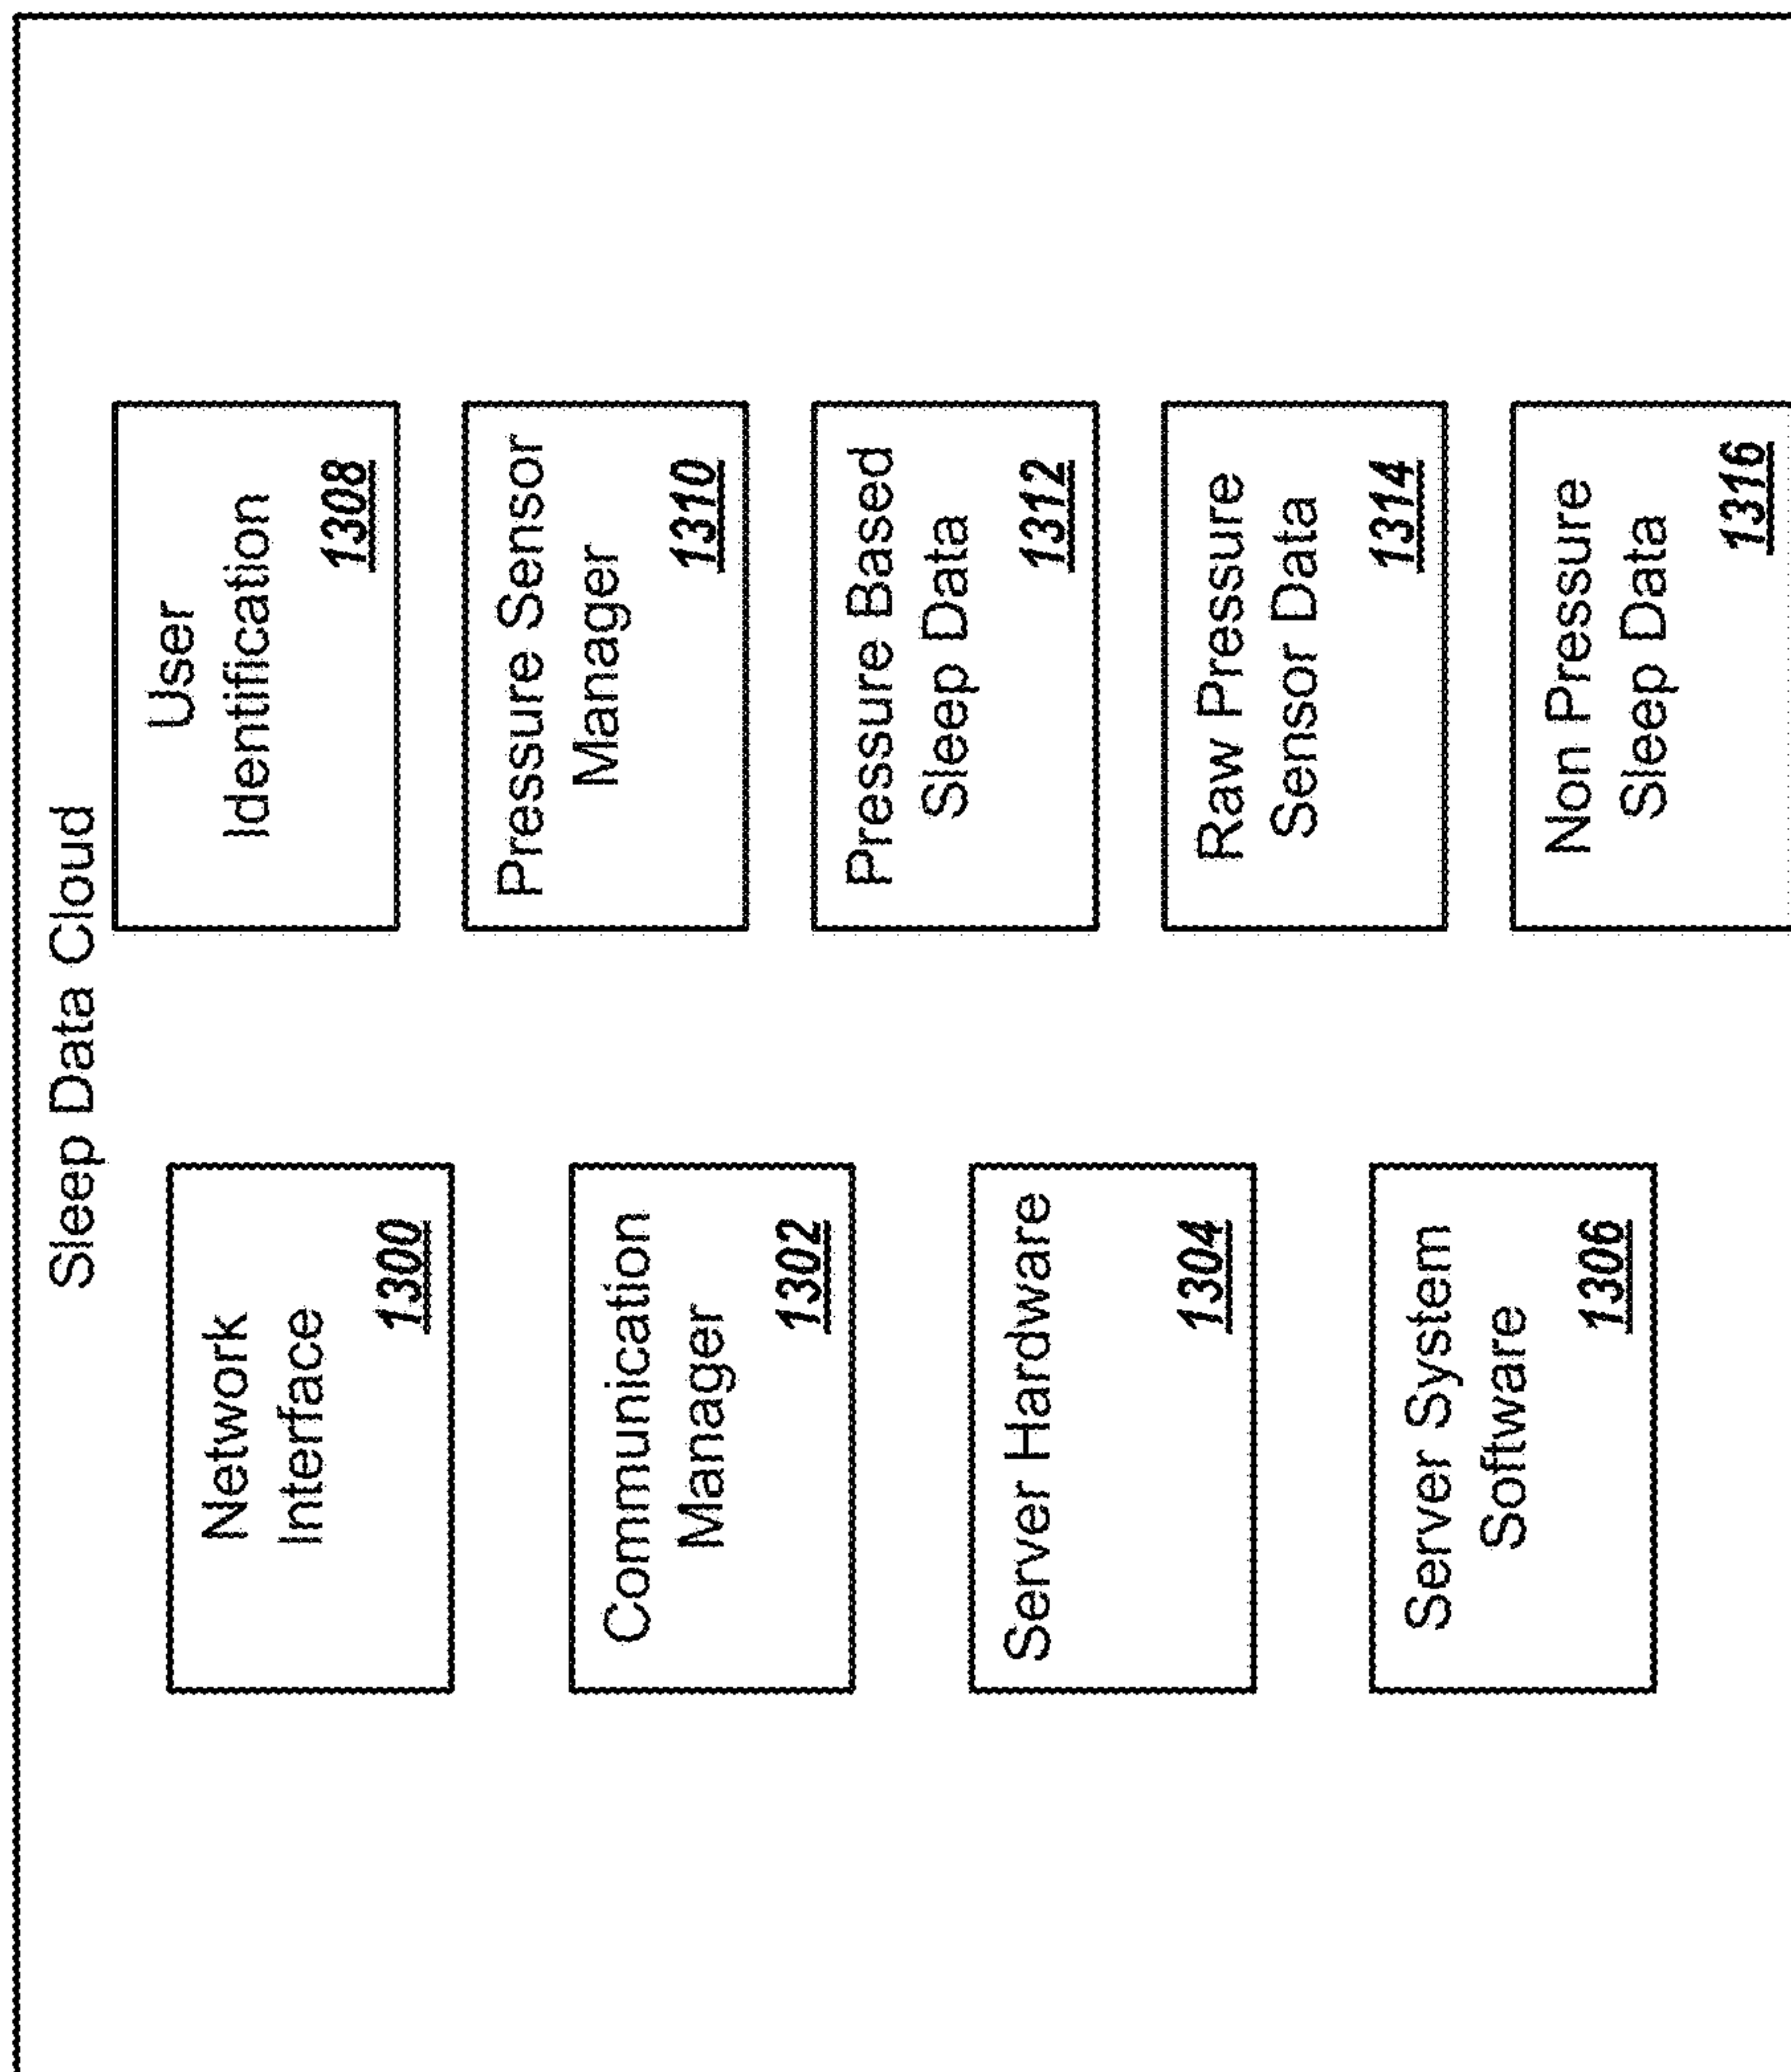 Sleep Data Cloud
Network
Interface
1300
Communication
Manager
1302
Server Hardware
1304
Server System
Software
1306
User
Identification
1308
Pressure Sensor
Manager
1310
Pressure Based
Sleep Data
1312
Raw Pressure
Sensor Data
1314
Non Pressure
Sleep Data
1316